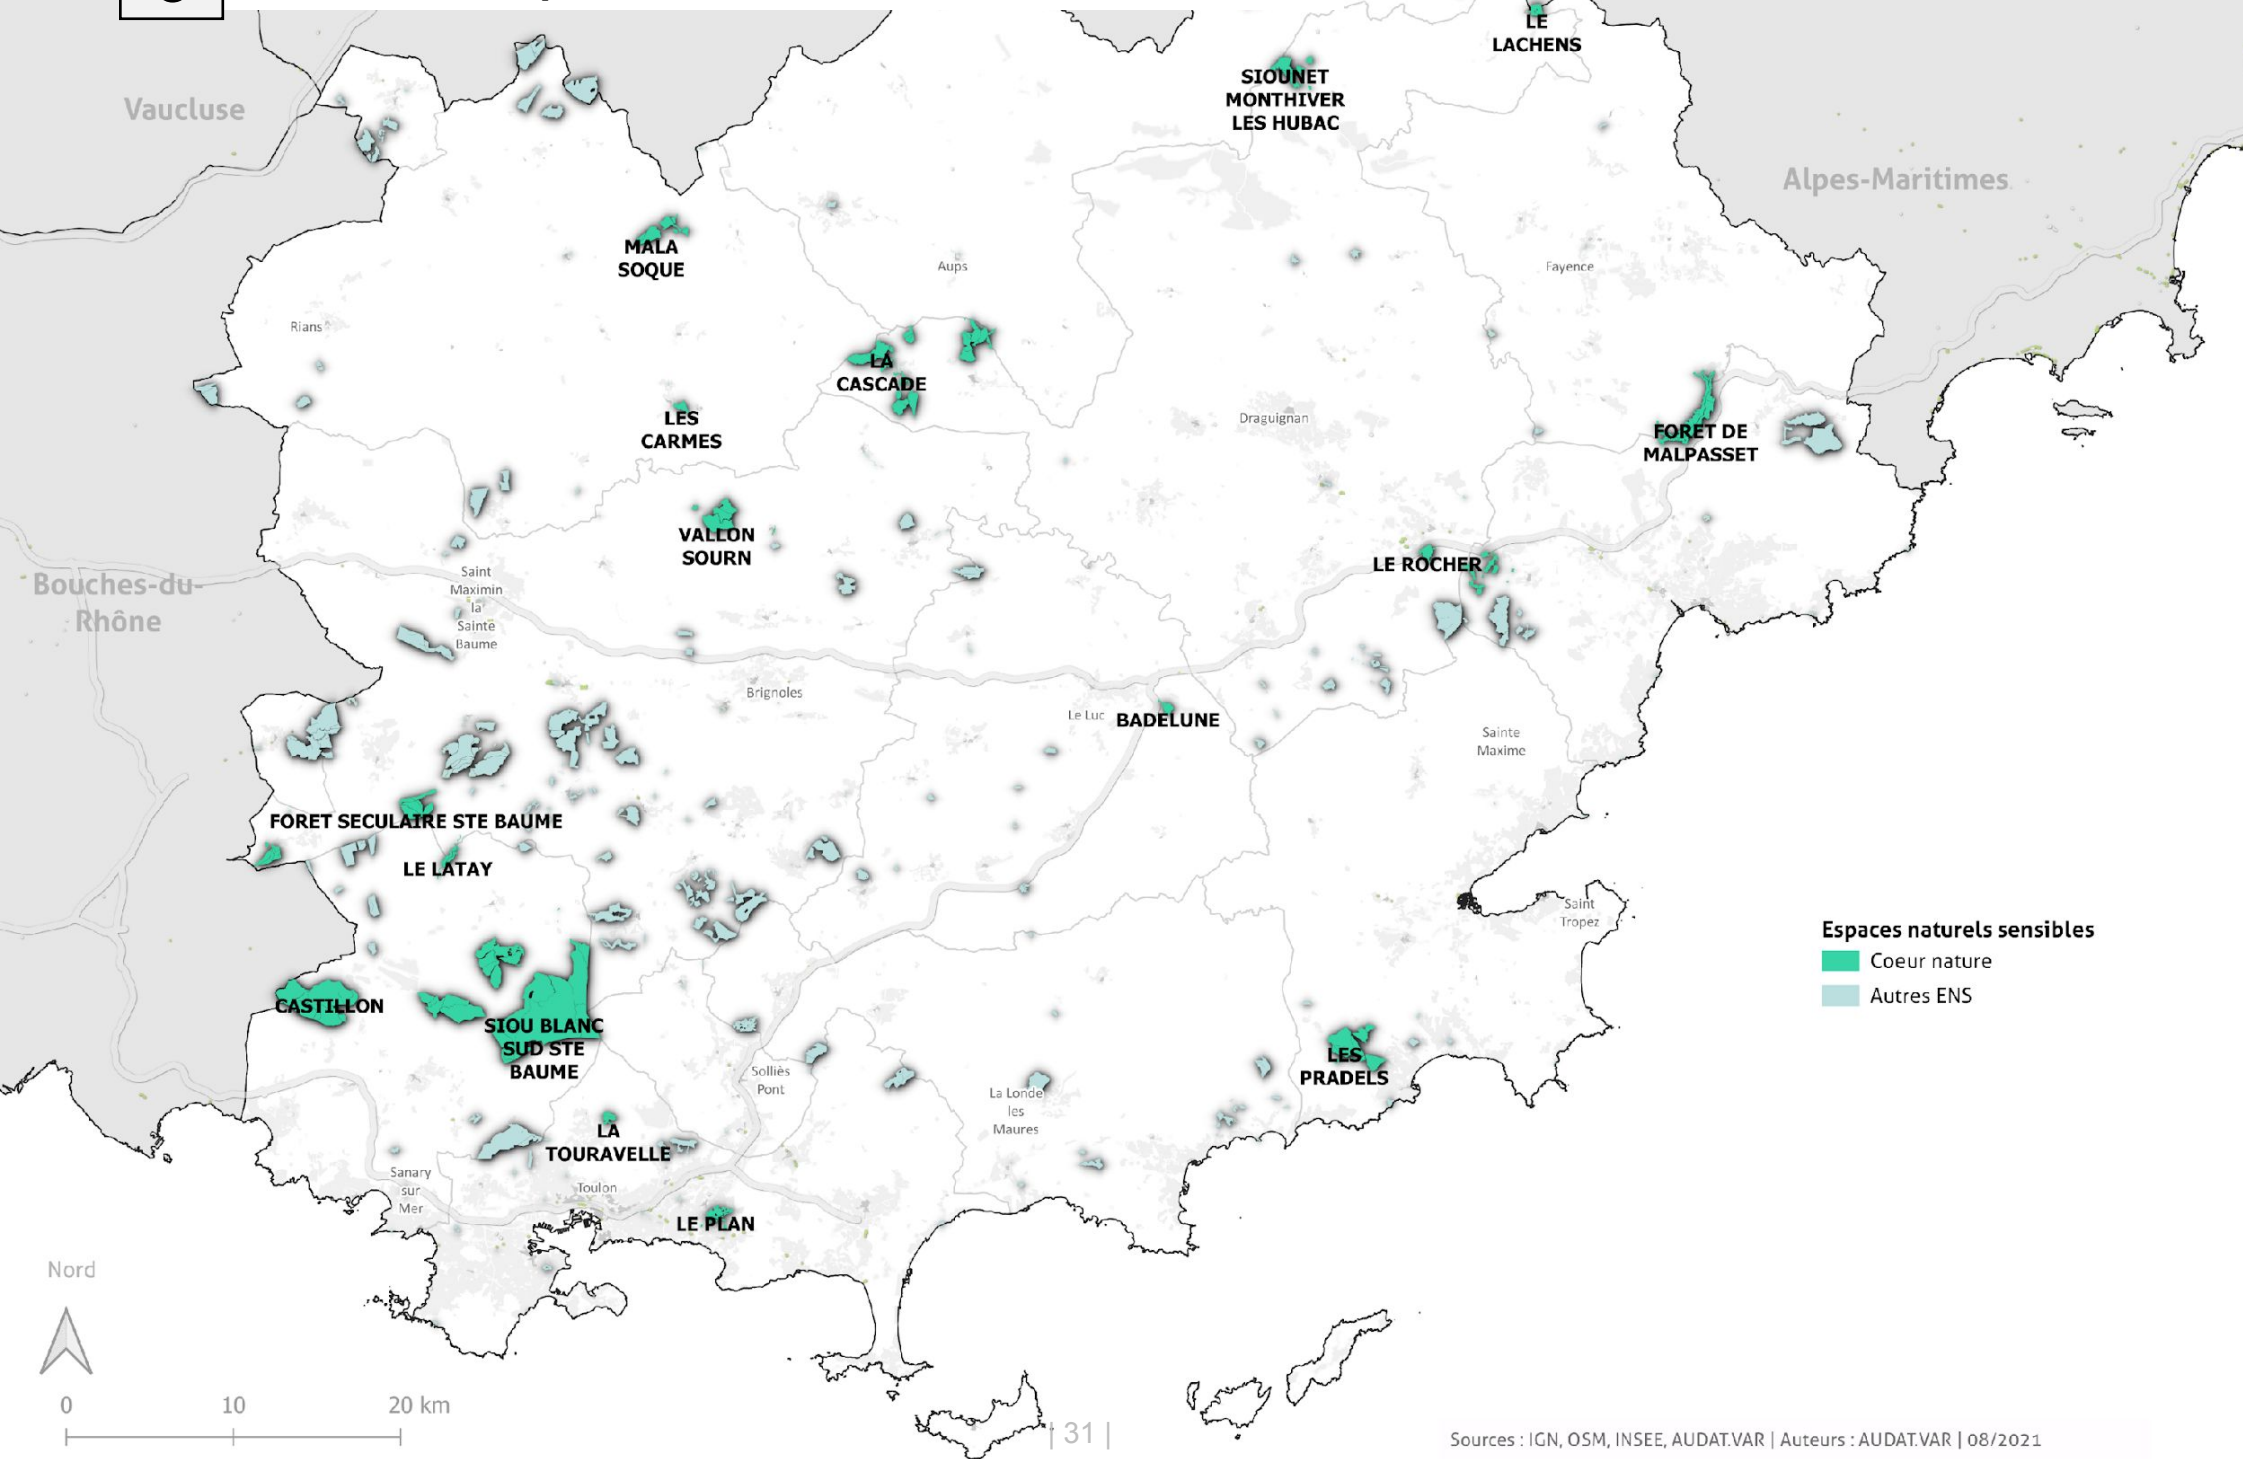 LE
LACHENS
SIOUNET
MONTHIVER
LES HUBAC
Vaucluse
Alpes-Maritimes
MALA
SOQUE
Aups
Fayence
Rians
LA
CASCADE
LES
CARMES
Draguignan
FORET DE
MALPASSET
VALLON
SOURN
LE ROCHER
Saint
Maximin
la
Sainte
Baume
Bouches-du-
Rhône
Brignoles
Le Luc
BADELUNE
Sainte
Maxime
FORET SECULAIRE STE BAUME
LE LATAY
Saint
Tropez
Espaces naturels sensibles
Coeur nature
Autres ENS
CASTILLON
SIOU BLANC
SUD STE
BAUME
LES
PRADELS
Solliès
Pont
La Londe
les
Maures
LA
TOURAVELLE
Sanary
sur
Mer
Toulon
LE PLAN
Nord
0 10 20 km
| 31 |
Sources : IGN, OSM, INSEE, AUDAT.VAR | Auteurs : AUDAT.VAR | 08/2021